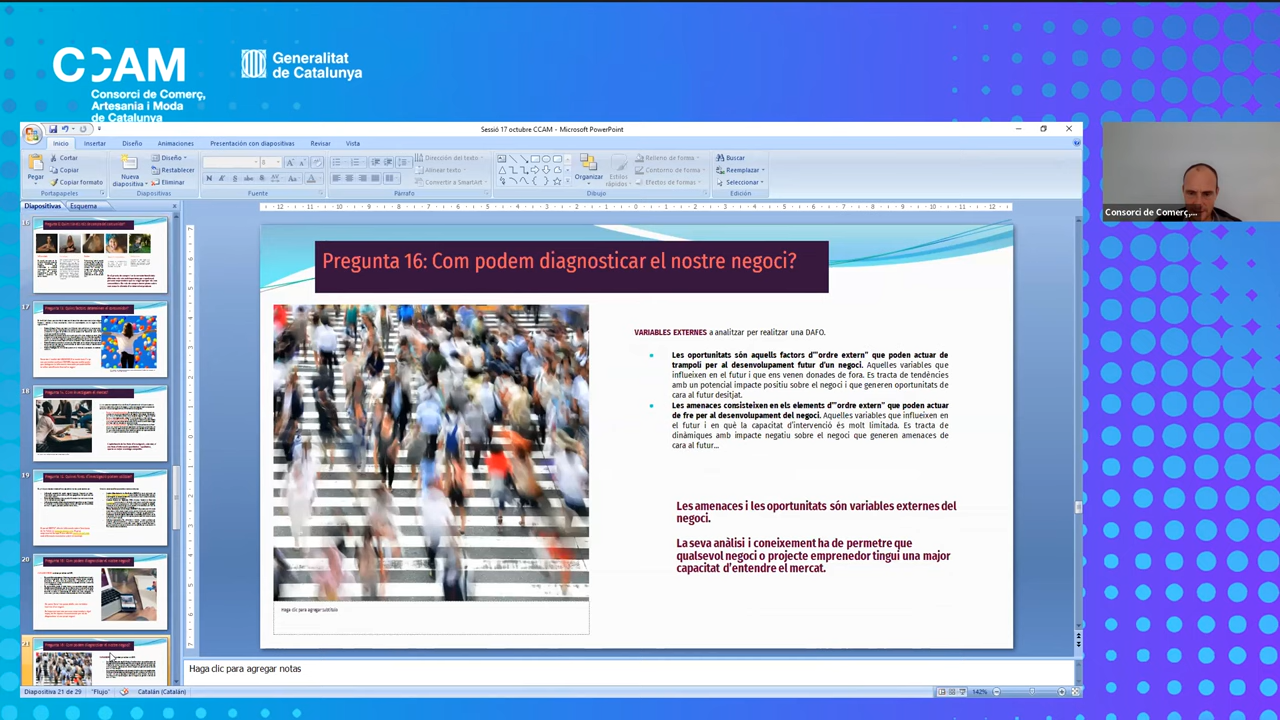 CCAM
Consorci de Comerç,
Artesania i Moda
de Catalunya
Generalitat
de Catalunya
Sessió 17 octubre CCAM - Microsoft PowerPoint
Inicio Insertar Diseño Animaciones Presentación con diapositivas Revisar Vista
Pegar
Cortar
Copiar
Copiar formato
Portapapeles
Nueva
diapositiva
Diseño
Restablecer
Eliminar
Diapositivas
Fuente
Dirección del texto
Alinear texto
Convertir a SmartArt
Párrafo
Organizar
Estilos
rápidos
Relleno de forma
Contorno de forma
Efectos de formas
Dibujo
Buscar
Reemplazar
Seleccionar
Edición
Diapositivas Esquema
17
18
19
20
21
Pregunta 16: Com podem diagnosticar el nostre negoci?
VARIABLES EXTERNES a analitzar per realitzar una DAFO.
Les oportunitats són aquells factors d'"ordre extern" que poden actuar de
trampolí per al desenvolupament futur d'un negoci. Aquelles variables que
influeixen en el futur i que ens venen donades de fora. Es tracta de tendències
amb un potencial impacte positiu sobre el negoci i que generen oportunitats de
cara al futur desitjat.
Les amenaces consisteixen en els elements d'"ordre extern" que poden actuar
de fre per al desenvolupament del negoci. Aquelles variables que influeixen en
el futur i en què la capacitat d'intervenció és molt limitada. Es tracta de
dinàmiques amb impacte negatiu sobre el negoci que generen amenaces de
cara al futur...
Les amenaces i les oportunitats són variables externes del
negoci.
La seva anàlisi i coneixement ha de permetre que
qualsevol negoci o projecte emprenedor tingui una major
capacitat d'entendre el mercat.
Haga clic para agregar subtítulo
Haga clic para agregar notas
Diapositiva 21 de 29 "Flujo" Catalán (Catalán) 142%
Consorci de Comerç,...